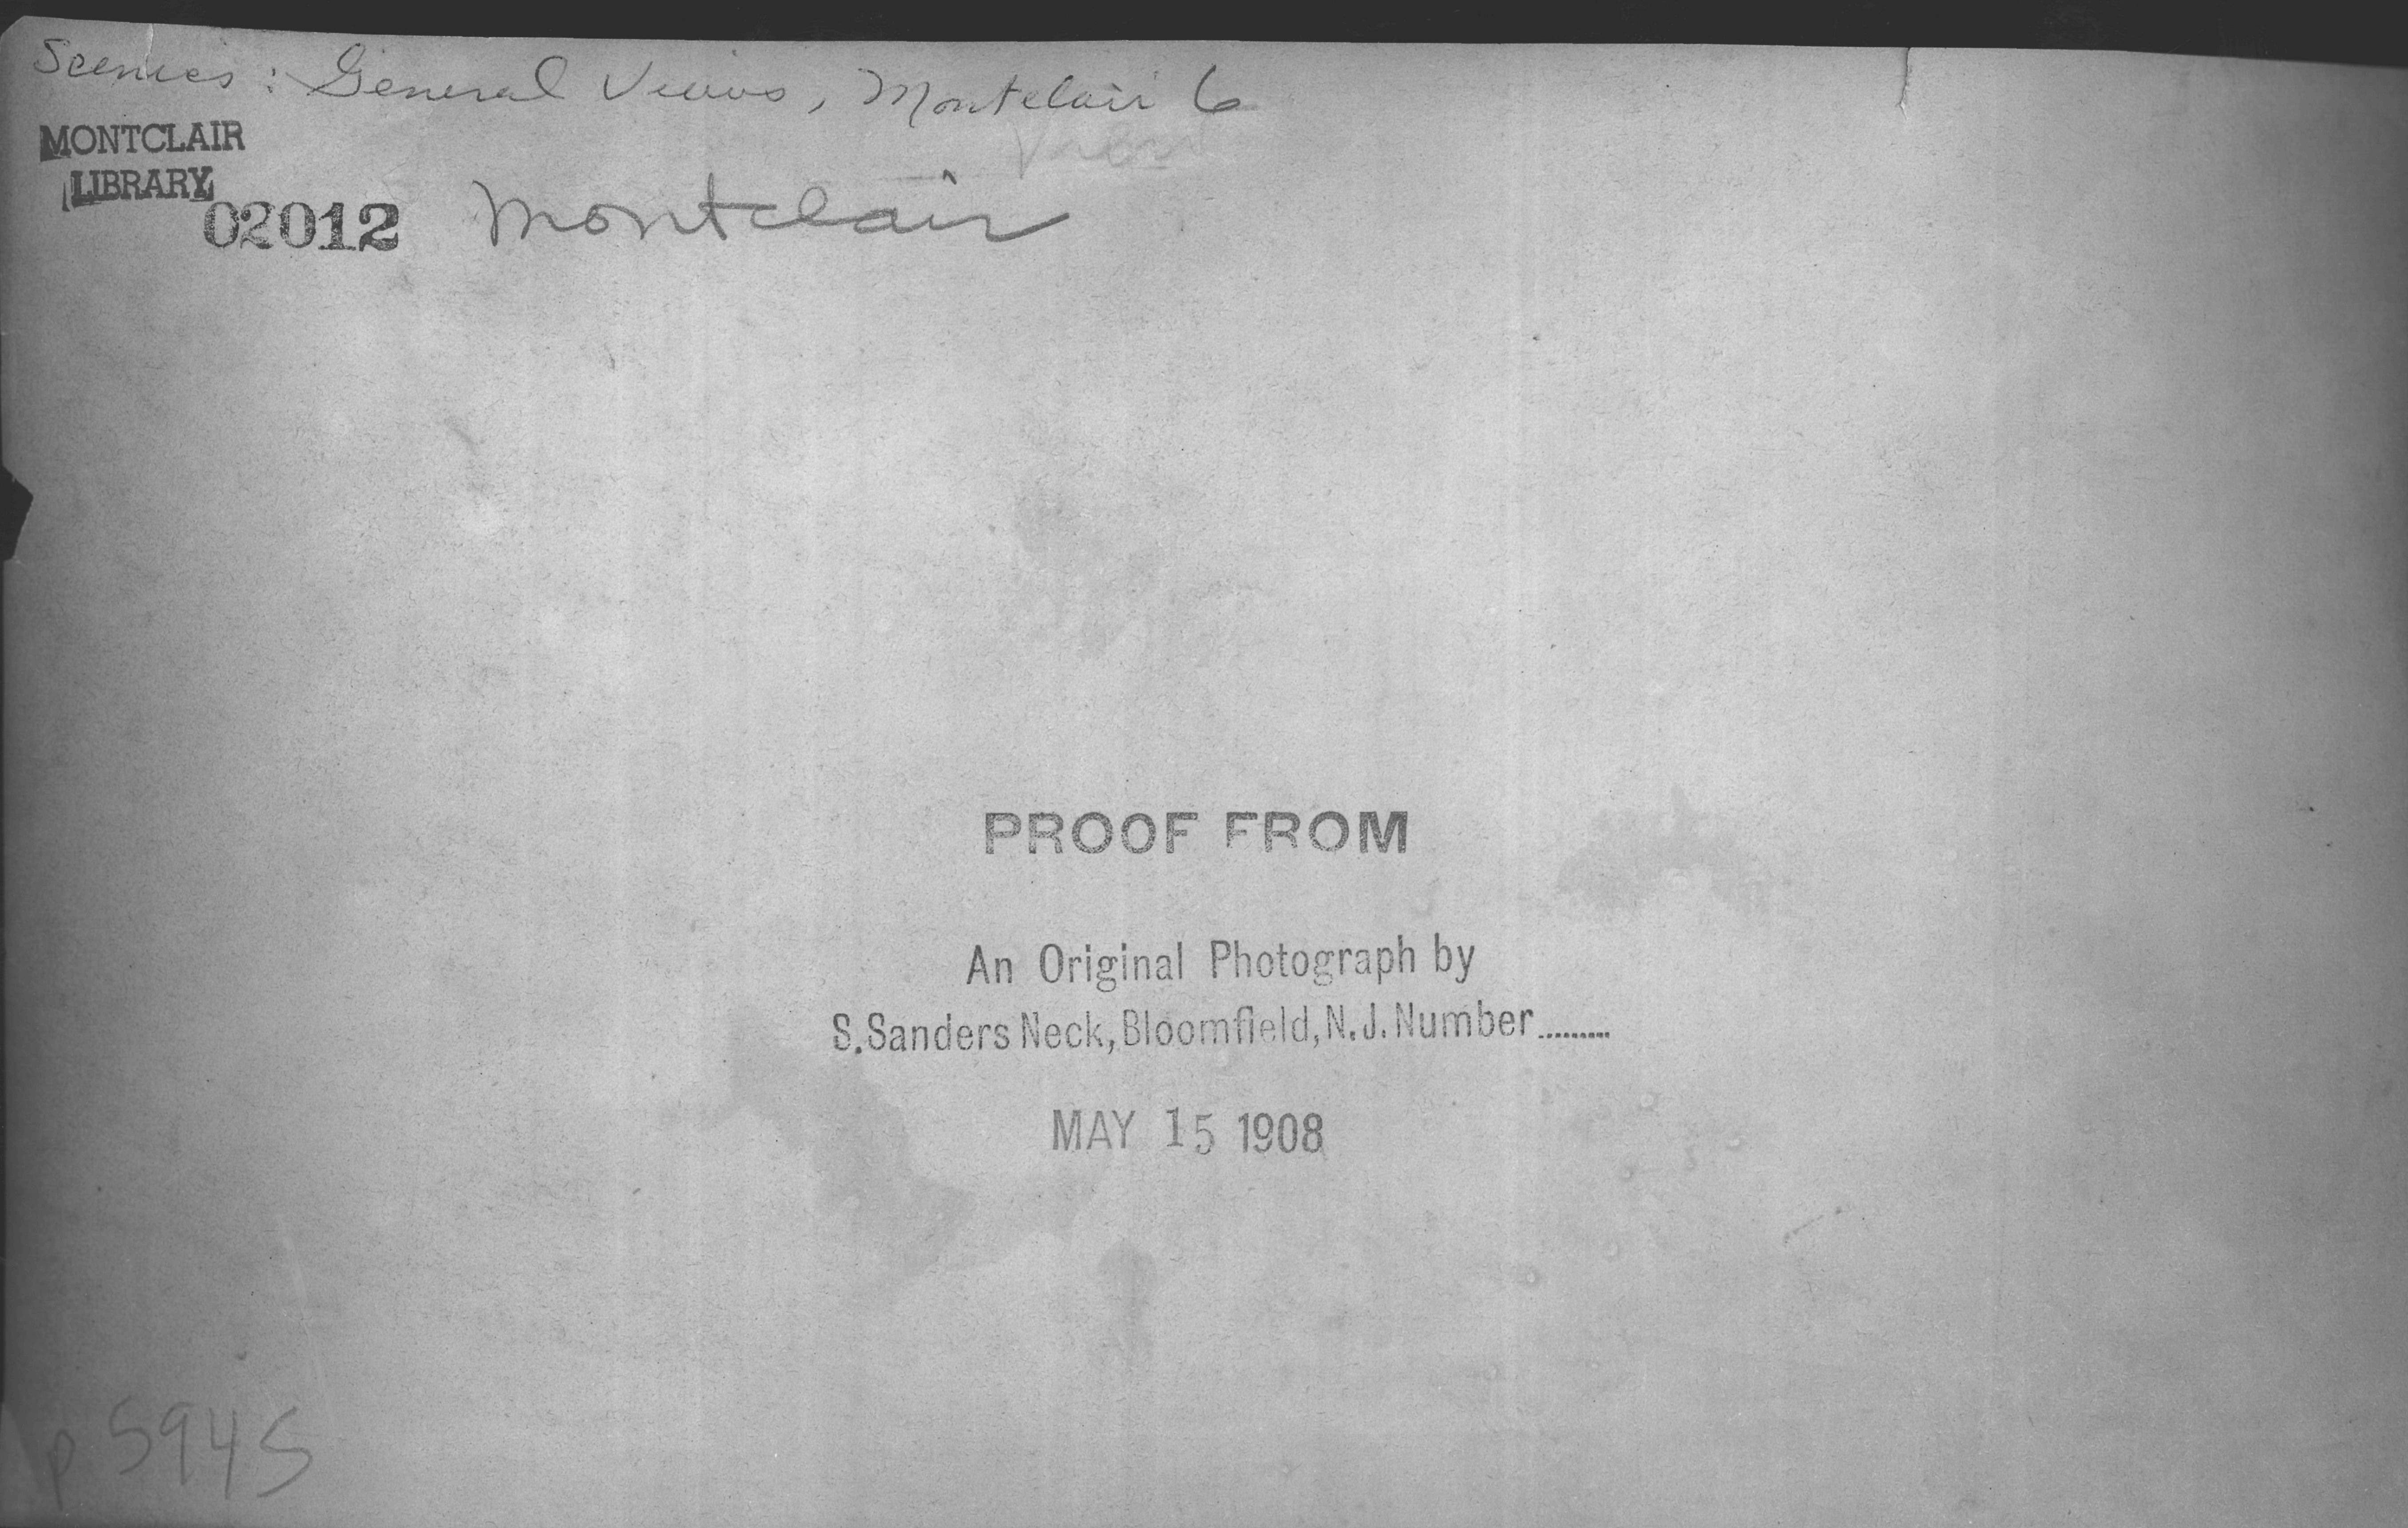 Scenics: General Views, Montclair 6
MONTCLAIR
LIBRARY
02012
Montclair
PROOF FROM
An Original Photograph by
S. Sanders Neck, Bloomfield, N. J. Number.........
MAY 15 1908
p 5945